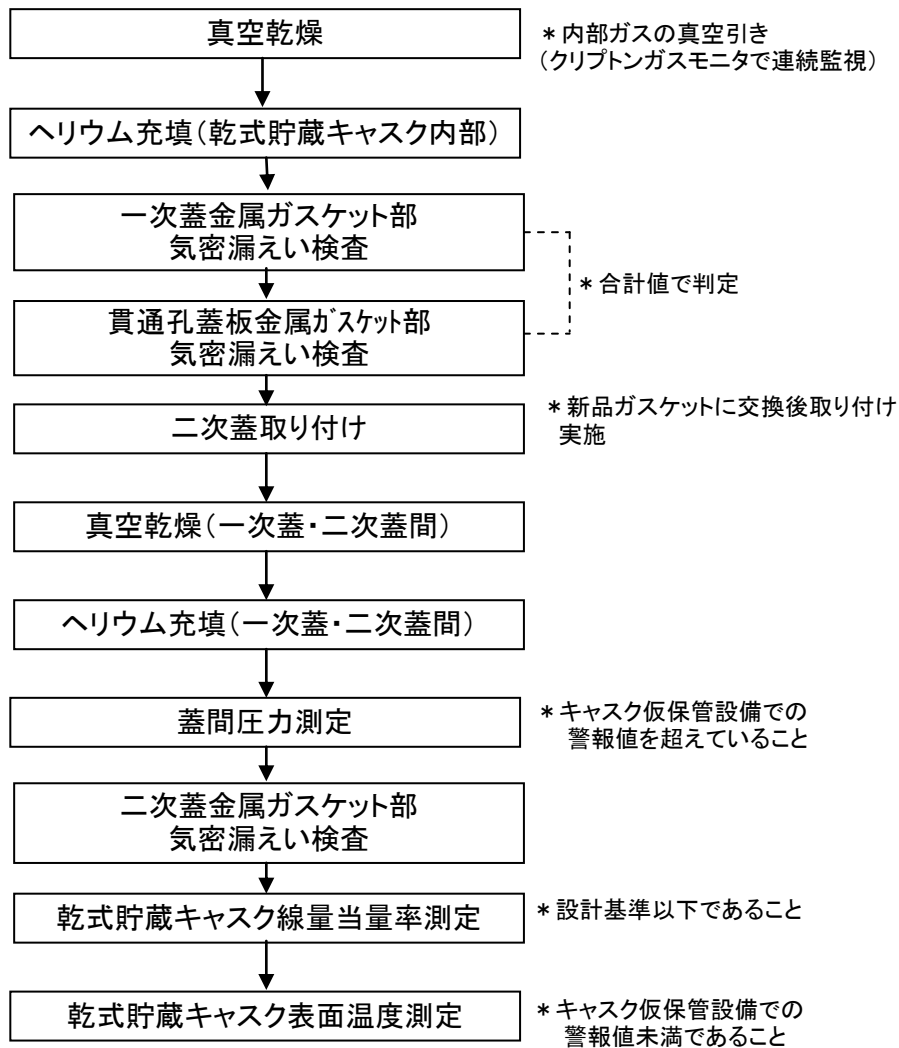 真空乾燥
＊内部ガスの真空引き
（クリプトンガスモニタで連続監視）
ヘリウム充填（乾式貯蔵キャスク内部）
一次蓋金属ガスケット部
気密漏えい検査
＊合計値で判定
貫通孔蓋板金属ｶﾞｽｹｯﾄ部
気密漏えい検査
二次蓋取り付け
＊新品ガスケットに交換後取り付け
実施
真空乾燥（一次蓋・二次蓋間）
ヘリウム充填（一次蓋・二次蓋間）
蓋間圧力測定
＊キャスク仮保管設備での
警報値を超えていること
二次蓋金属ガスケット部
気密漏えい検査
乾式貯蔵キャスク線量当量率測定
＊設計基準以下であること
乾式貯蔵キャスク表面温度測定
＊キャスク仮保管設備での
警報値未満であること